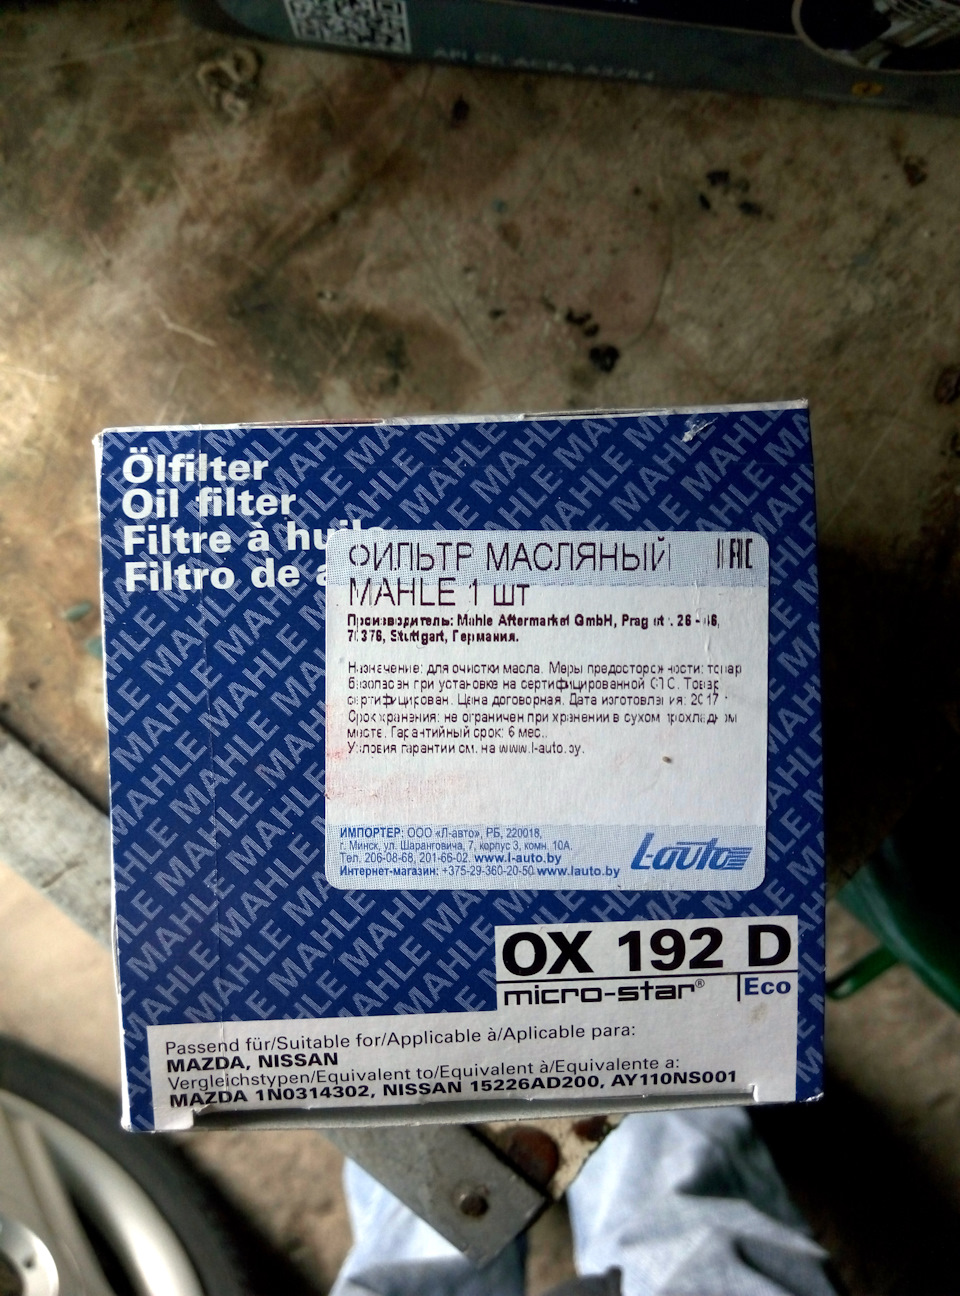 Ölfilter
Oil filter
Filtre à huile
Filtro de a
ФИЛЬТР МАСЛЯНЫЙ
EAC
MAHLE 1 шт
Производитель: Mahle Aftermarket GmbH, Prag
70376, Stuttgart, Германия.
Назначение: для очистки масла. Меры предосторожности: товар
безопасен при установке на сертифицированной СТС. Товар
сертифицирован. Цена договорная. Дата изготовления: 2017
Срок хранения: не ограничен при хранении в сухом прохладном
месте. Гарантийный срок: 6 мес..
Условия гарантии см. на www.l-auto.by.
ИМПОРТЕР: ООО «Л-авто», РБ, 220018,
г. Минск, ул. Шаранговича, 7, корпус 3, комн. 10А.
Тел. 206-08-68, 201-66-02. www.l-auto.by
Интернет-магазин: +375-29-360-20-50 www.lauto.by
L-auto
OX 192 D
micro-star® Eco
Passend für/Suitable for/Applicable à/Aplicable para:
MAZDA, NISSAN
Vergleichstypen/Equivalent to/Equivalent à/Equivalente a:
MAZDA 1N0314302, NISSAN 15226AD200, AY110NS001